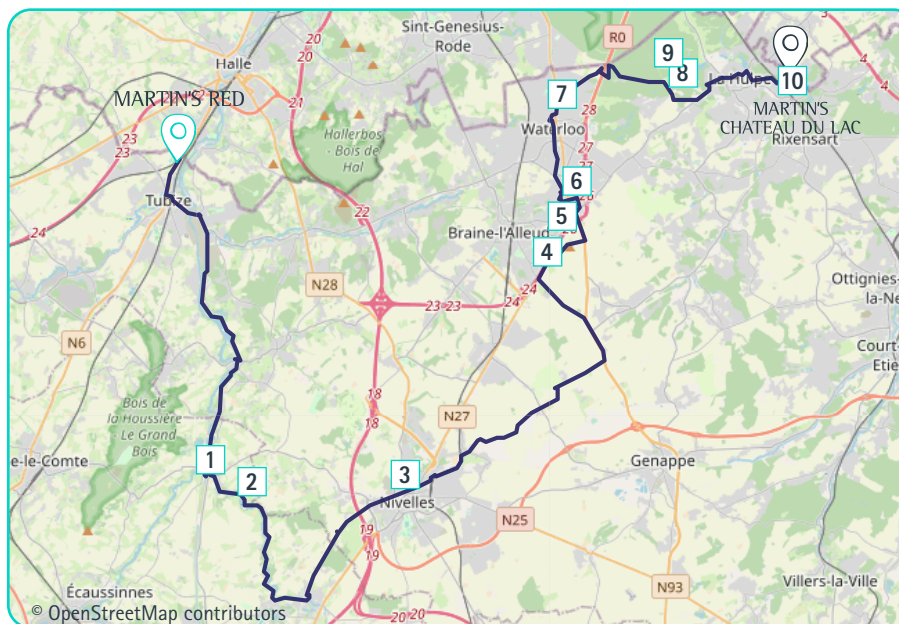 20
20
Sint-Genesius-
Rode
R0
3
4
4
Halle
21
23
23
MARTIN'S RED
Hallerbos -
Bois de
Hal
9
8
La Hulpe
10
MARTIN'S
CHATEAU DU LAC
Rixensart
7
28
Waterloo
27
27
26
6
5
Tubize
24
22
Braine-l'Alleud
4
N28
23
23
24
Ottignies-
la-Ne
N6
Court-
Etie
Bois de
la Houssière
Le Grand
Bois
18
18
N27
1
e-le-Comte
2
3
Genappe
Nivelles
19
19
N25
N93
Écaussinnes
Villers-la-Ville
20
20
© OpenStreetMap contributors